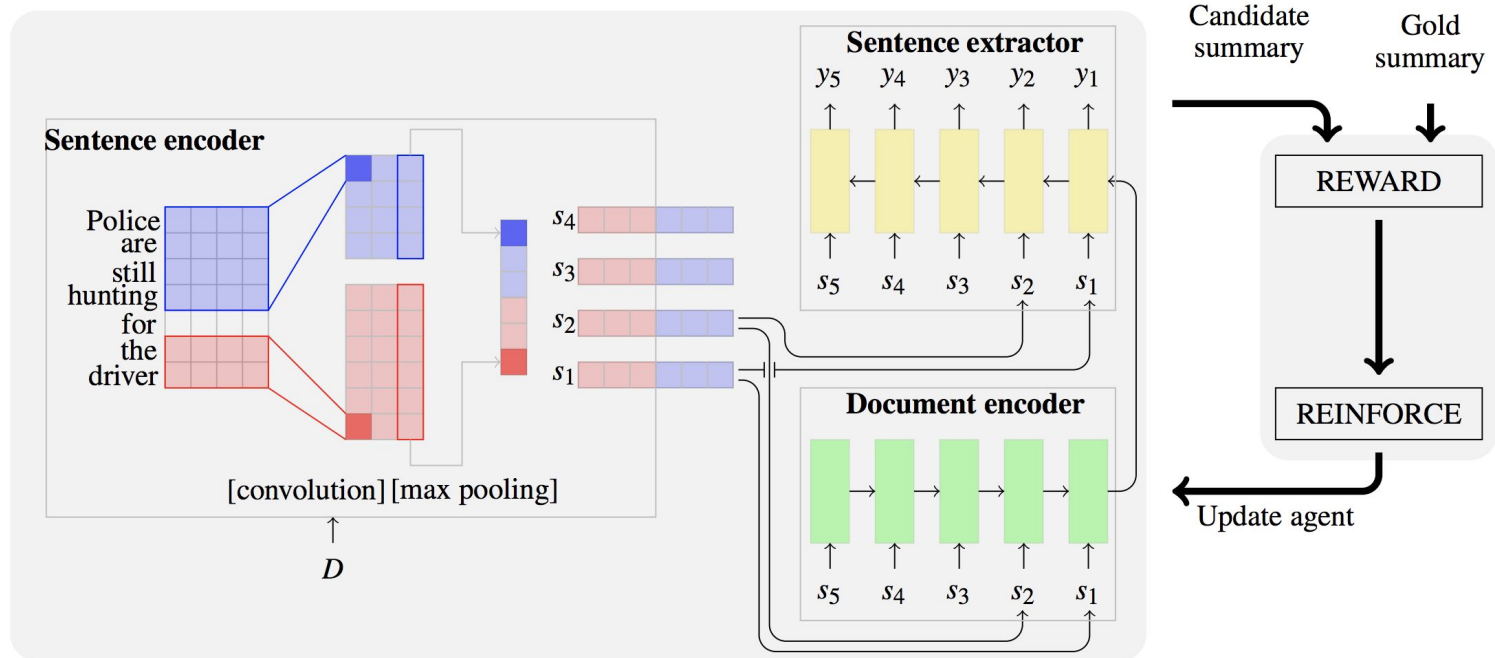 Candidate
summary
Gold
summary
Sentence extractor
y5 y4 y3 y2 y1
s5 s4 s3 s2 s1
Sentence encoder
Police
are
still
hunting
for
the
driver
s4
s3
s2
s1
[convolution] [max pooling]
D
Document encoder
s5 s4 s3 s2 s1
REWARD
REINFORCE
Update agent